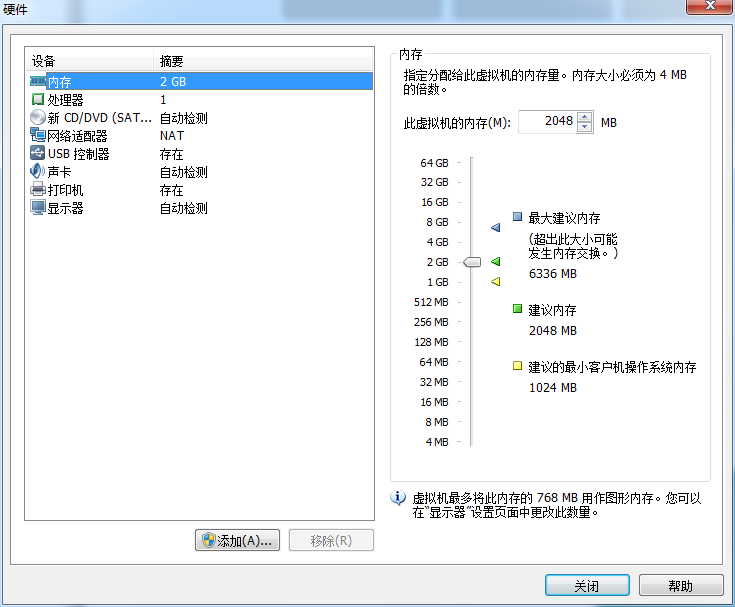 硬件
设备 摘要
内存 2 GB
处理器 1
新 CD/DVD (SAT... 自动检测
网络适配器 NAT
USB 控制器 存在
声卡 自动检测
打印机 存在
显示器 自动检测
添加(A)...
移除(R)
内存
指定分配给此虚拟机的内存量。内存大小必须为 4 MB
的倍数。
此虚拟机的内存(M): 2048 MB
64 GB
32 GB
16 GB
8 GB
4 GB
2 GB
1 GB
512 MB
256 MB
128 MB
64 MB
32 MB
16 MB
8 MB
4 MB
最大建议内存
(超出此大小可能
发生内存交换。)
6336 MB
建议内存
2048 MB
建议的最小客户机操作系统内存
1024 MB
虚拟机最多将此内存的 768 MB 用作图形内存。您可以
在“显示器”设置页面中更改此数量。
关闭
帮助